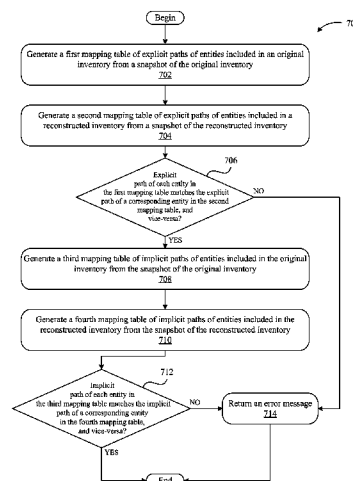 Begin
70
Generate a first mapping table of explicit paths of entities included in an original
inventory from a snapshot of the original inventory
702
Generate a second mapping table of explicit paths of entities included in a
reconstructed inventory from a snapshot of the reconstructed inventory
704
706
Explicit
path of each entity in
the first mapping table matches the explicit
path of a corresponding entity in the second
mapping table, and
vice-versa?
NO
YES
Generate a third mapping table of implicit paths of entities included in the original
inventory from the snapshot of the original inventory
708
Generate a fourth mapping table of implicit paths of entities included in the
reconstructed inventory from the snapshot of the reconstructed inventory
710
712
Implicit
path of each entity in
the third mapping table matches the implicit
path of a corresponding entity
in the fourth mapping table,
and vice-versa?
NO
Return an error message
714
YES
End